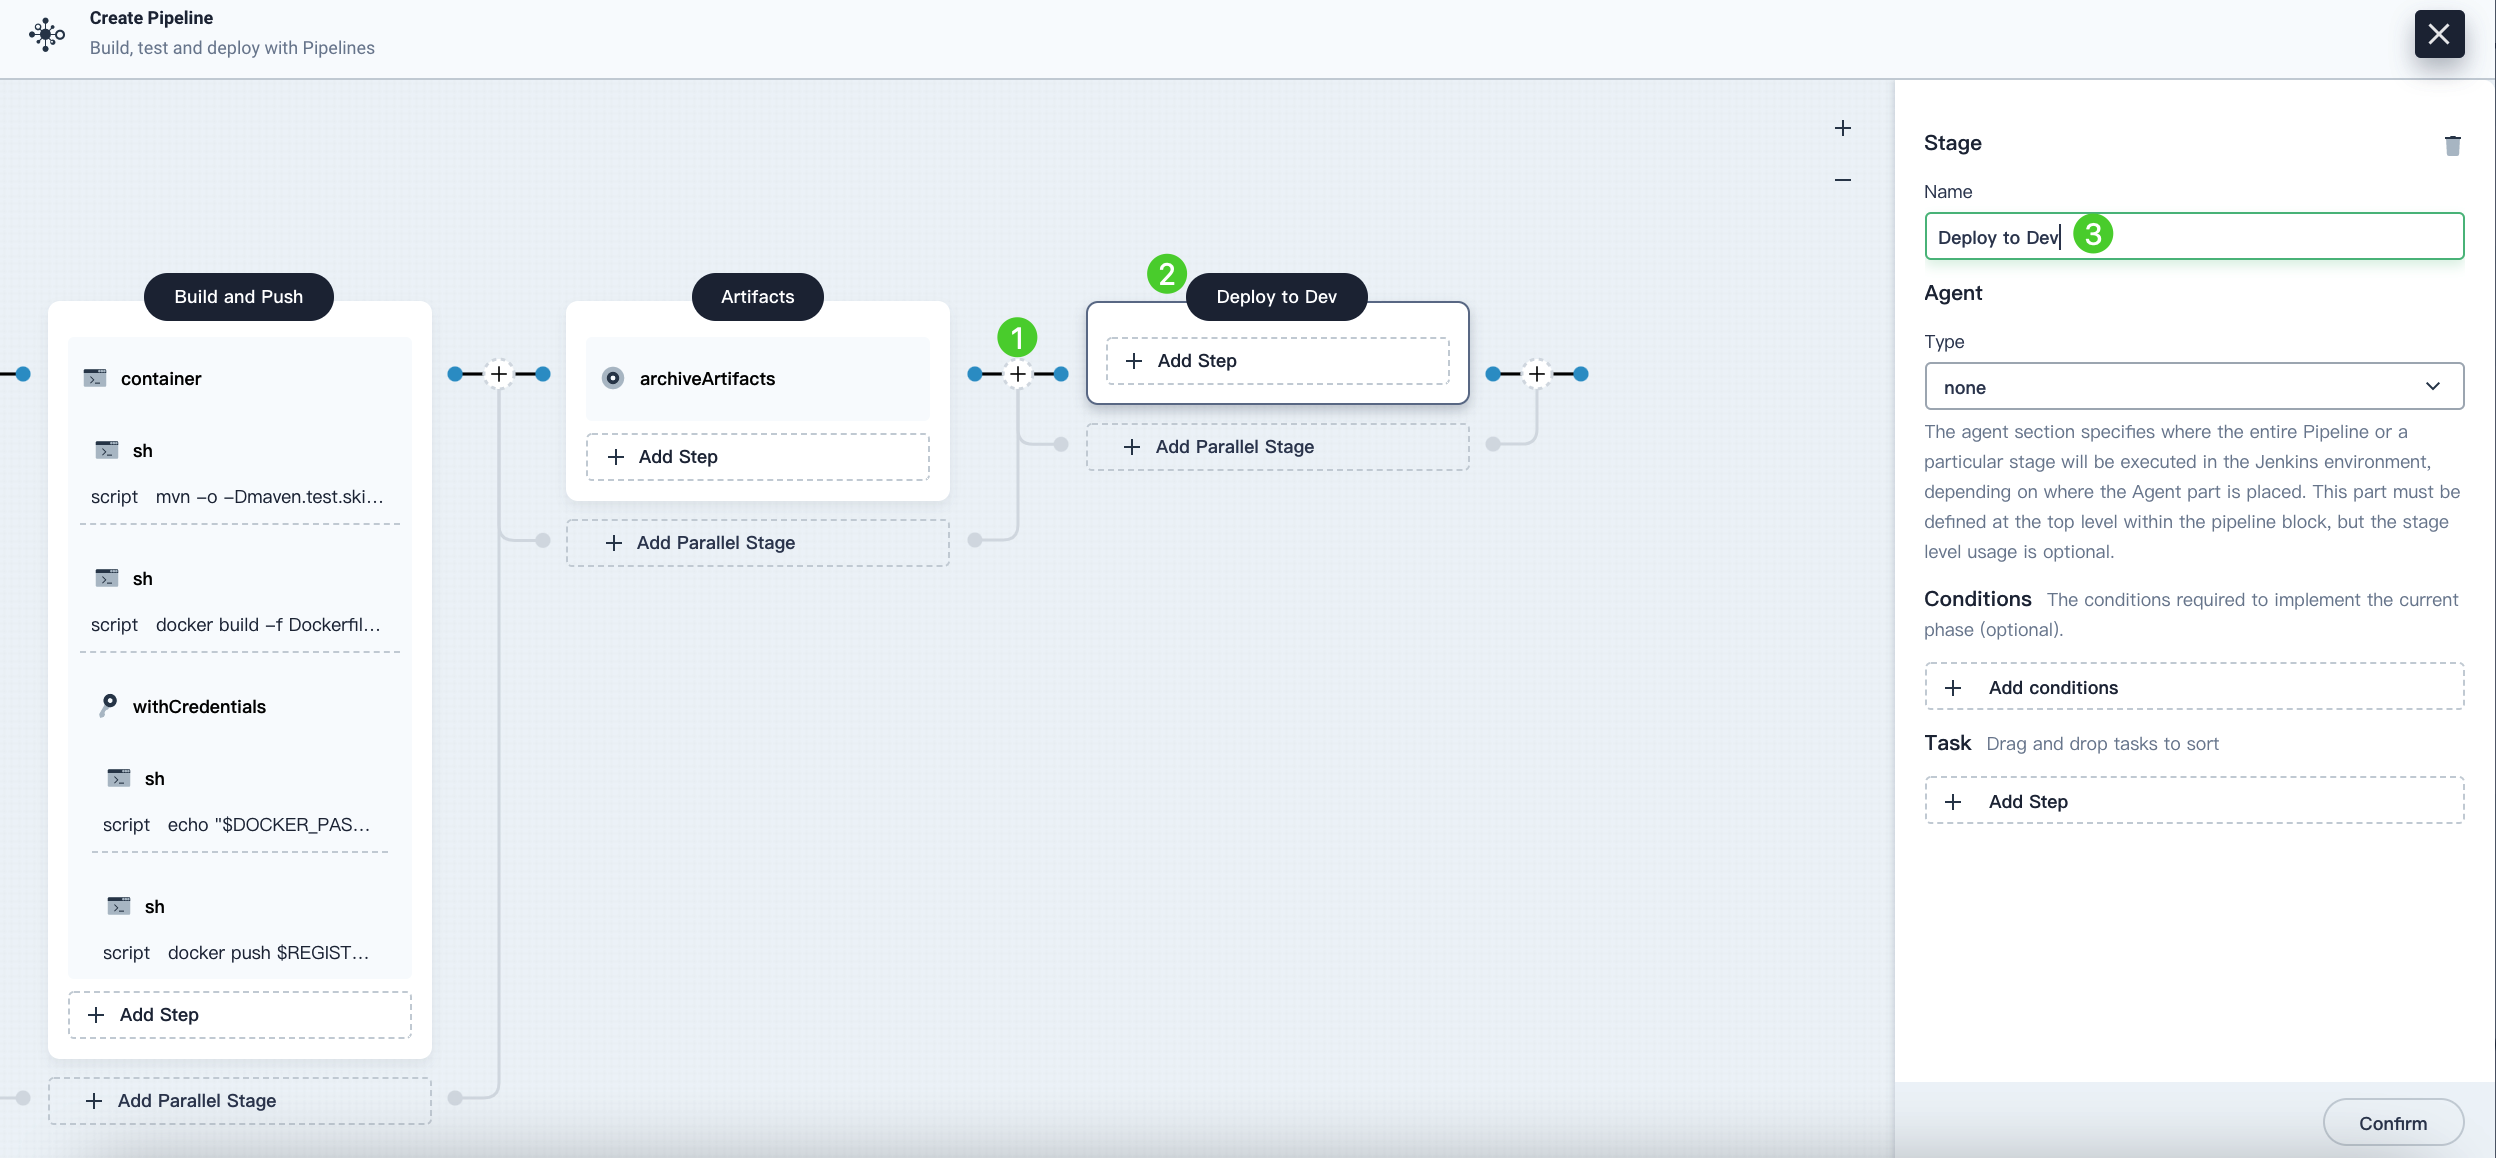 Create Pipeline
Build, test and deploy with Pipelines
Build and Push
container
sh
script mvn -o -Dmaven.test.ski...
sh
script docker build -f Dockerfil...
withCredentials
sh
script echo "$DOCKER_PAS...
sh
script docker push $REGIST...
Add Step
Add Parallel Stage
Artifacts
archiveArtifacts
Add Step
Add Parallel Stage
1
2
Deploy to Dev
Add Step
Add Parallel Stage
Stage
Name
Deploy to Dev
3
Agent
Type
none
The agent section specifies where the entire Pipeline or a
particular stage will be executed in the Jenkins environment,
depending on where the Agent part is placed. This part must be
defined at the top level within the pipeline block, but the stage
level usage is optional.
Conditions The conditions required to implement the current
phase (optional).
Add conditions
Task Drag and drop tasks to sort
Add Step
Confirm